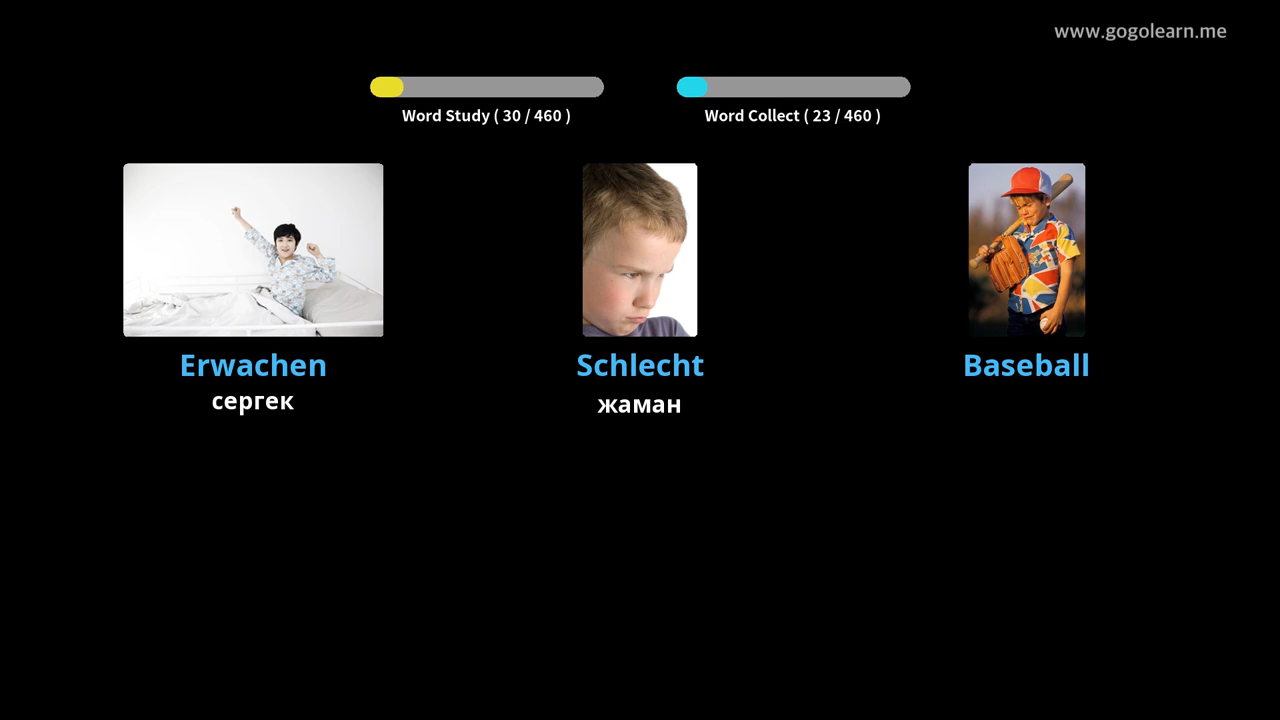 www.gogolearn.me
Word Study ( 30 / 460 )
Word Collect ( 23 / 460 )
Erwachen
сергек
Schlecht
жаман
Baseball